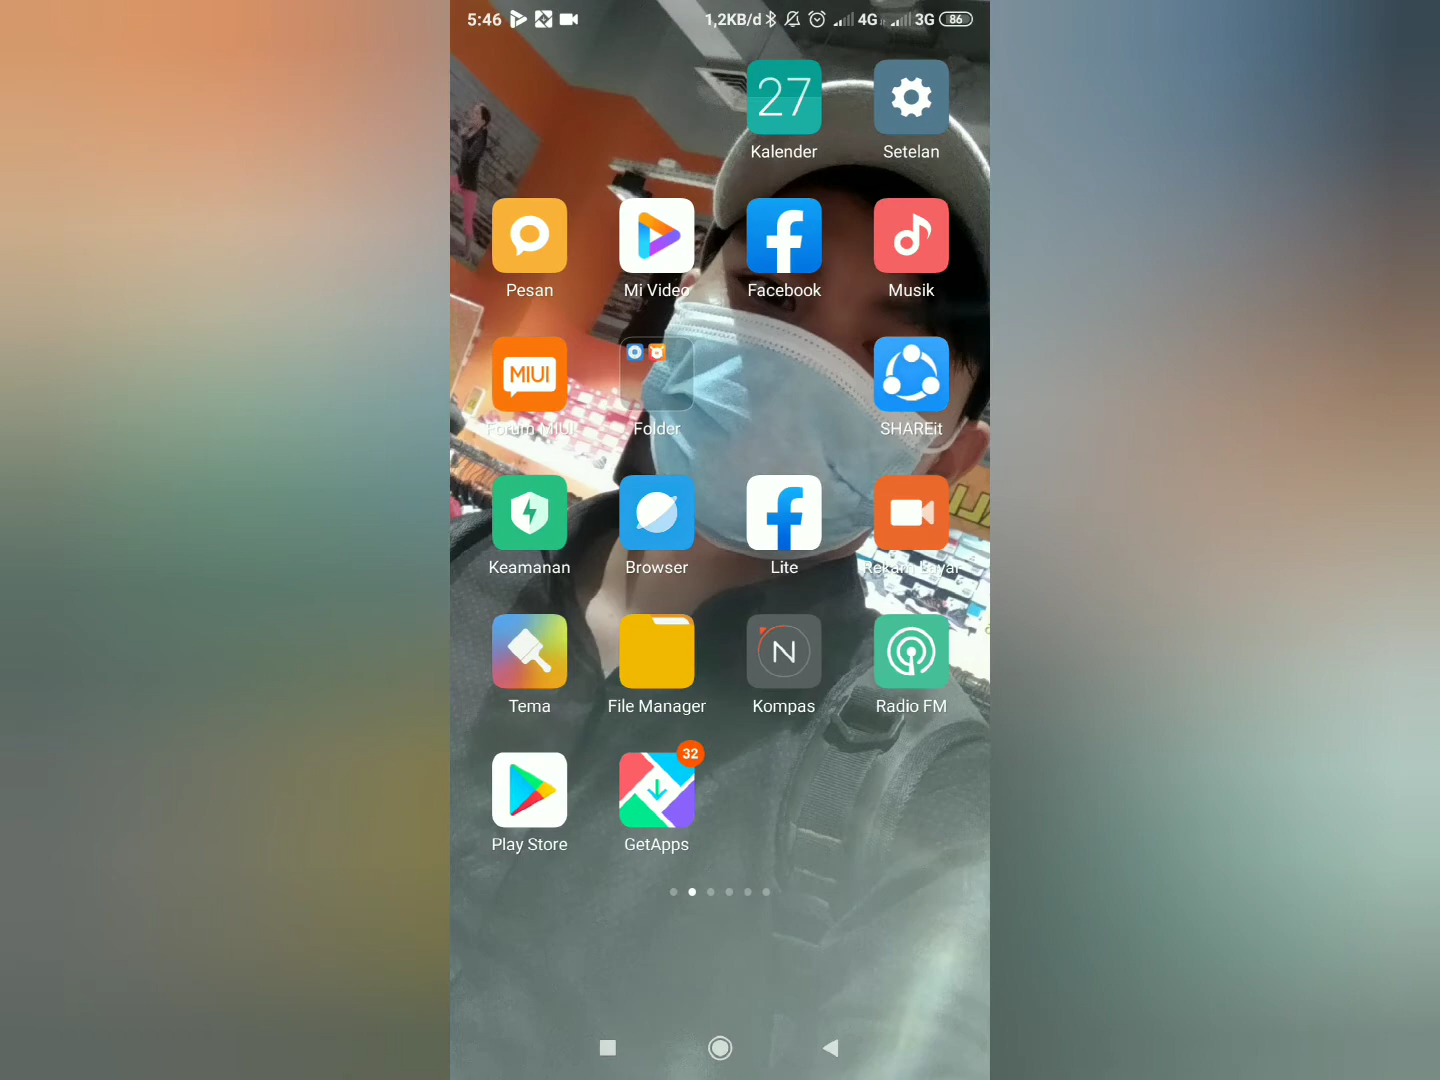 5:46 1,2KB/d 4G 3G 86
27
Kalender Setelan
Pesan Mi Video Facebook Musik
MIUI
Forum MIUI Folder SHAREit
Keamanan Browser Lite Rekam Layar
N
Tema File Manager Kompas Radio FM
32
Play Store GetApps